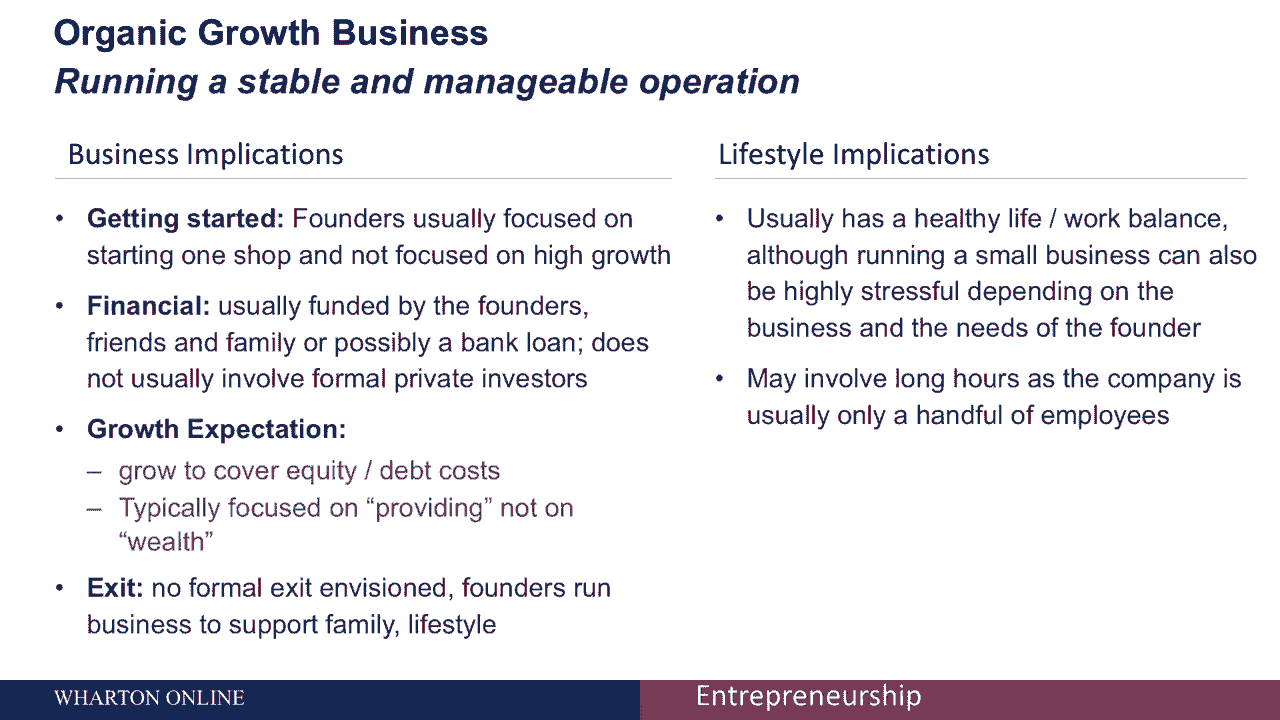 Organic Growth Business
Running a stable and manageable operation
Business Implications
• Getting started: Founders usually focused on
starting one shop and not focused on high growth
• Financial: usually funded by the founders,
friends and family or possibly a bank loan; does
not usually involve formal private investors
• Growth Expectation:
– grow to cover equity / debt costs
– Typically focused on “providing” not on
“wealth”
• Exit: no formal exit envisioned, founders run
business to support family, lifestyle
Lifestyle Implications
• Usually has a healthy life / work balance,
although running a small business can also
be highly stressful depending on the
business and the needs of the founder
• May involve long hours as the company is
usually only a handful of employees
WHARTON ONLINE
Entrepreneurship